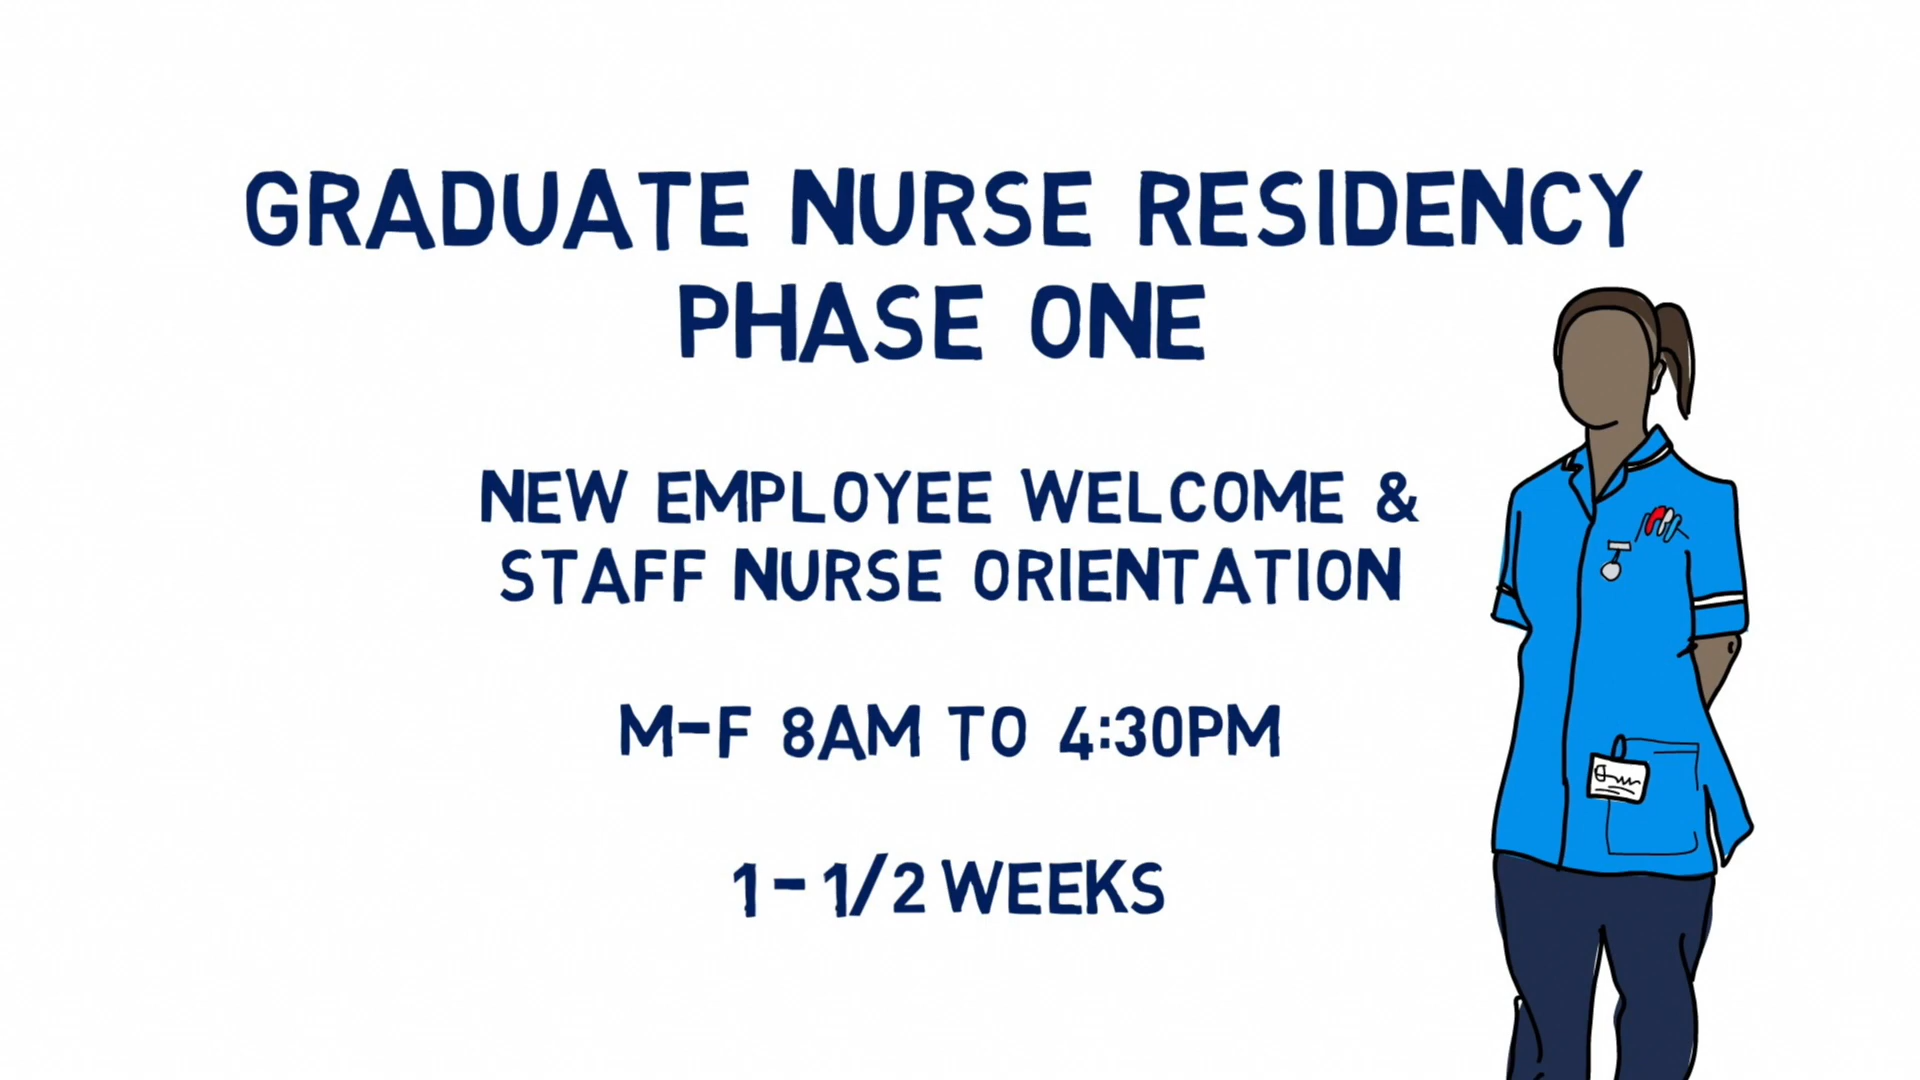 GRADUATE NURSE RESIDENCY
PHASE ONE
NEW EMPLOYEE WELCOME &
STAFF NURSE ORIENTATION
M-F 8AM TO 4:30PM
1-1/2 WEEKS